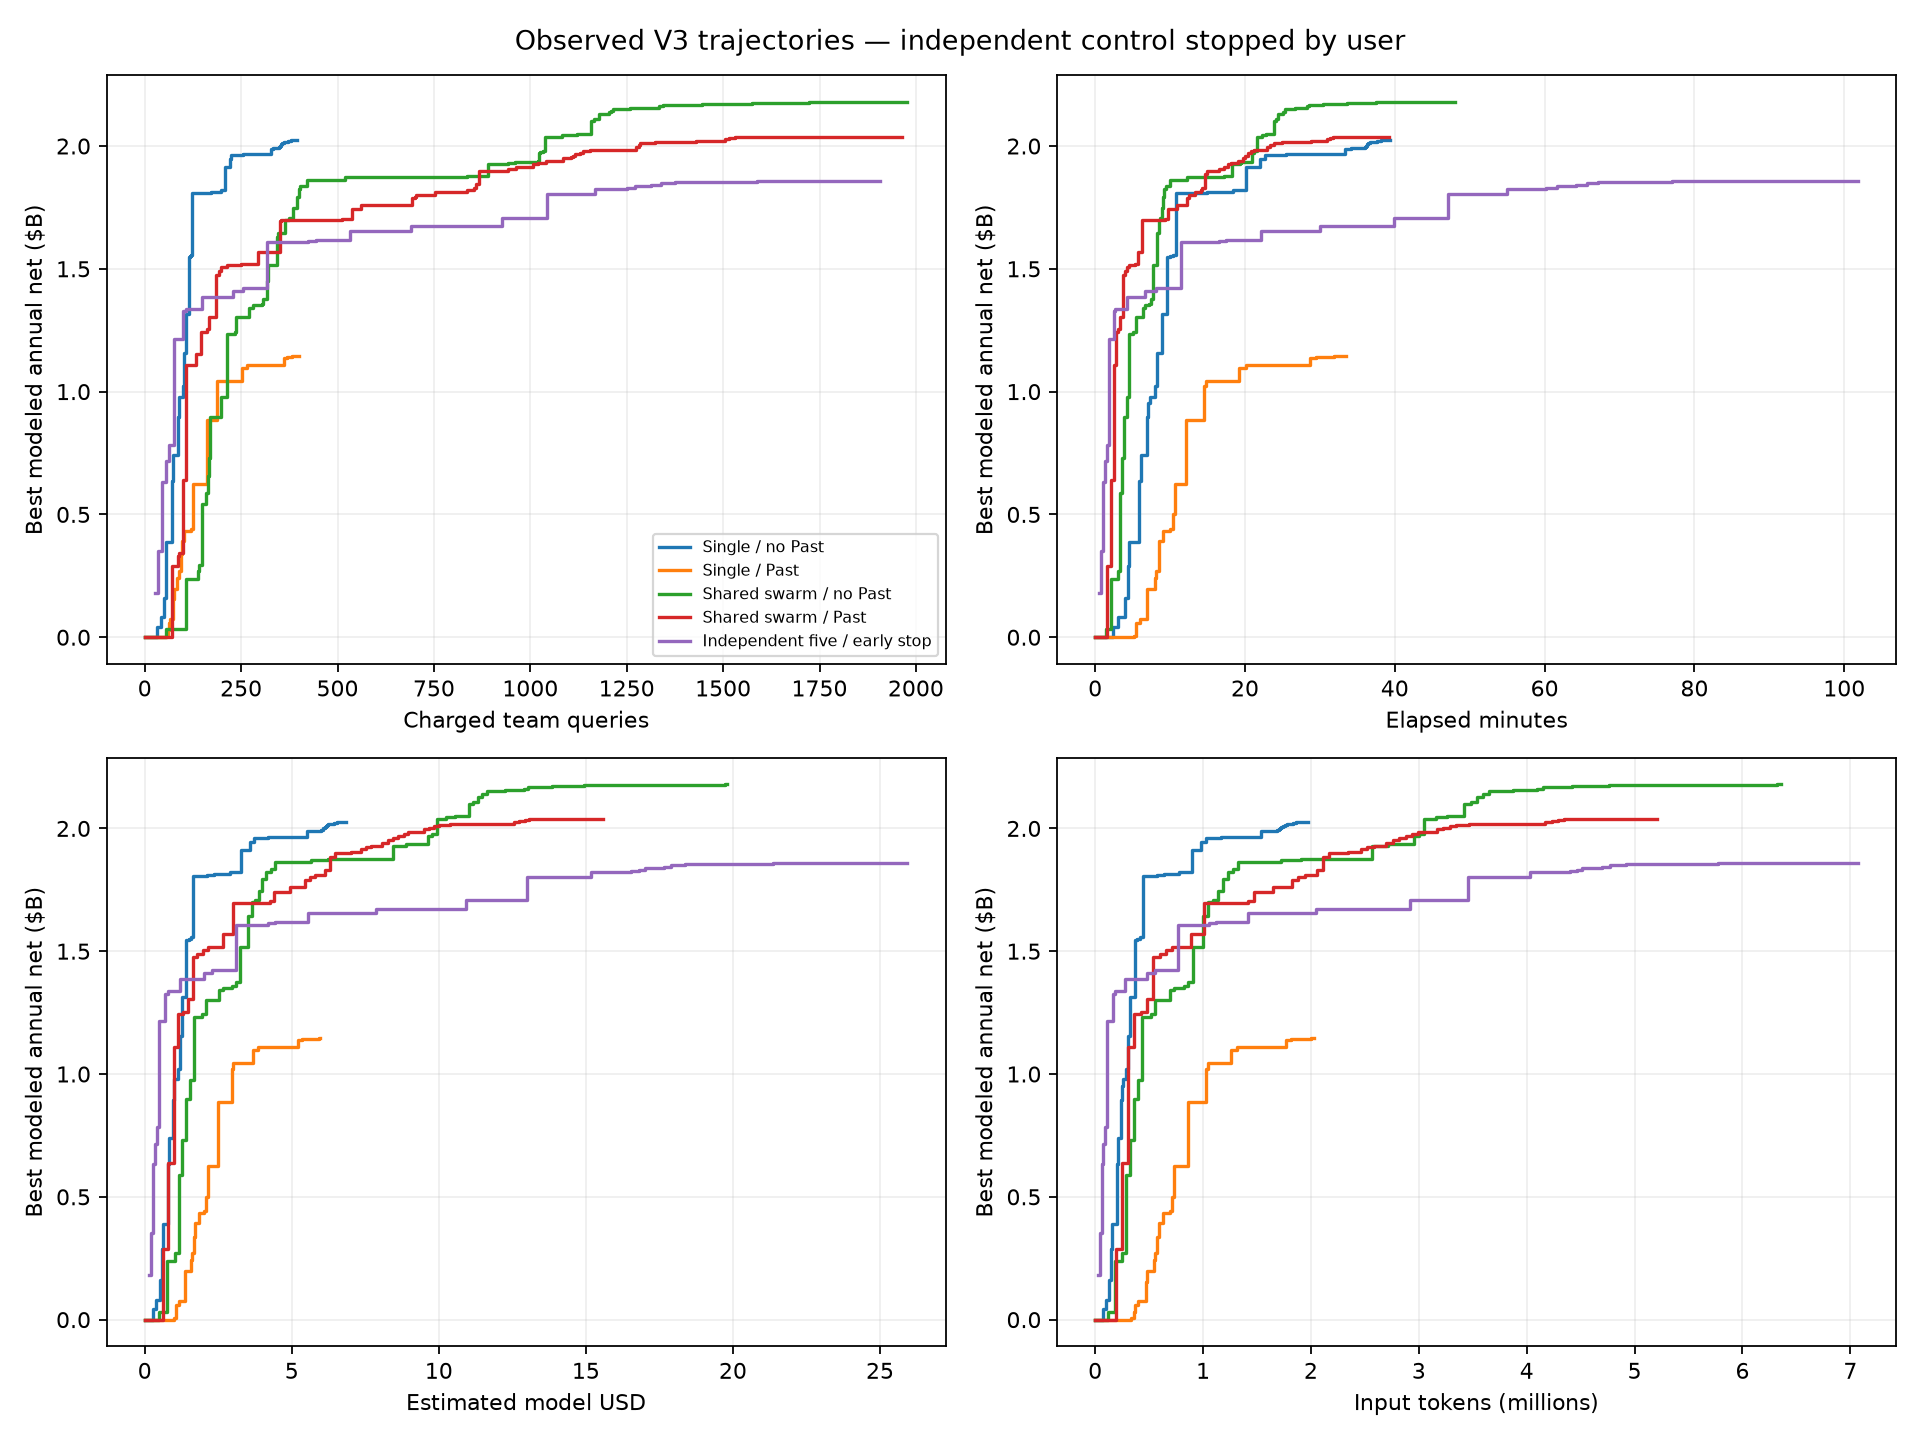 Observed V3 trajectories — independent control stopped by user
Best modeled annual net ($B)
2.0
1.5
1.0
0.5
0.0
Single / no Past
Single / Past
Shared swarm / no Past
Shared swarm / Past
Independent five / early stop
0 250 500 750 1000 1250 1500 1750 2000
Charged team queries
Best modeled annual net ($B)
2.0
1.5
1.0
0.5
0.0
0 20 40 60 80 100
Elapsed minutes
Best modeled annual net ($B)
2.0
1.5
1.0
0.5
0.0
0 5 10 15 20 25
Estimated model USD
Best modeled annual net ($B)
2.0
1.5
1.0
0.5
0.0
0 1 2 3 4 5 6 7
Input tokens (millions)